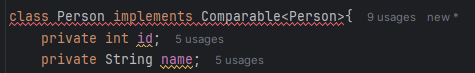 class Person implements Comparable<Person>{ 9 usages new *
private int id; 5 usages
private String name; 5 usages